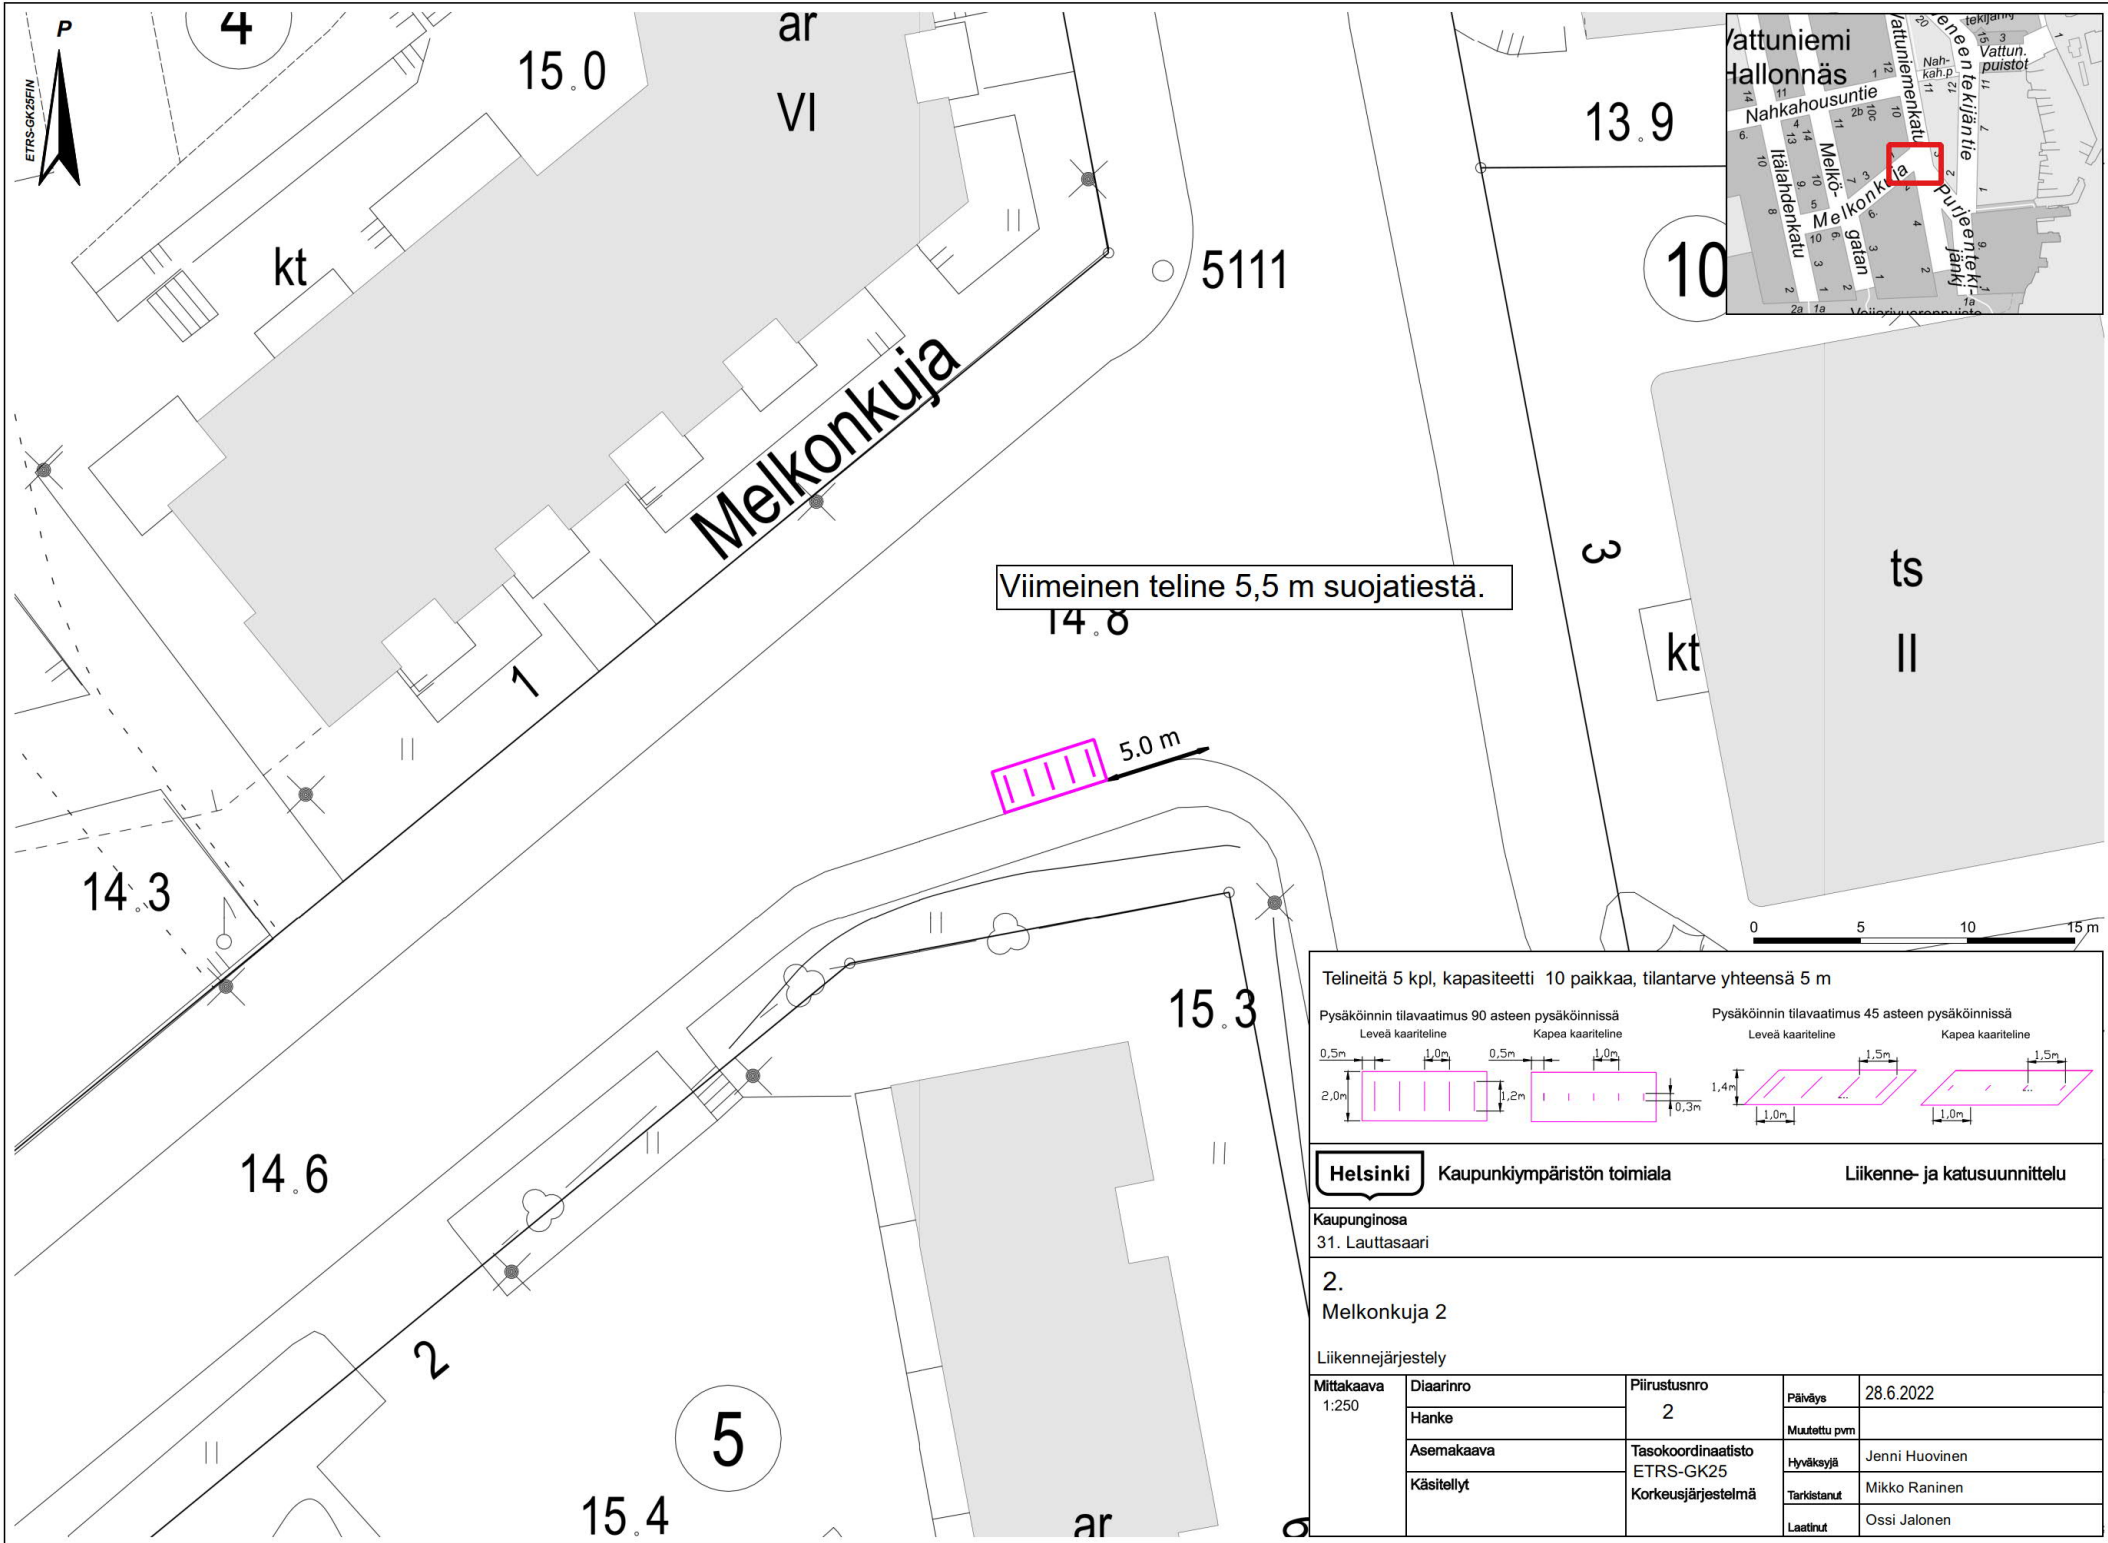 P
ETRS-GK25FIN
4
15.0
ar
VI
kt
Melkonkuja
5111
13.9
10
3
ts
II
kt
Viimeinen teline 5,5 m suojatiestä.
14.8
1
5.0 m
14.3
15.3
14.6
2
5
15.4
ar
Vattuniemi
Hallonnäs
Nahkahousuntie
Vattuniemenkatu
Nah-
kah.p
Vattun.
puistot
Itälahdenkatu
Melkö-
gatan
Melkonkuja
Purjeenteki-
jänkj
0 5 10 15 m
Telineitä 5 kpl, kapasiteetti 10 paikkaa, tilantarve yhteensä 5 m
Pysäköinnin tilavaatimus 90 asteen pysäköinnissä
Leveä kaariteline Kapea kaariteline
0,5m 1,0m 0,5m 1,0m
2,0m 1,2m 0,3m
Pysäköinnin tilavaatimus 45 asteen pysäköinnissä
Leveä kaariteline Kapea kaariteline
1,5m 1,5m
1,4m
1,0m 1,0m
Helsinki Kaupunkiympäristön toimiala Liikenne- ja katusuunnittelu
Kaupunginosa
31. Lauttasaari
2.
Melkonkuja 2
Liikennejärjestely
Mittakaava
1:250
Diaarinro
Hanke
Asemakaava
Käsitellyt
Piirustusnro
2
Tasokoordinaatisto
ETRS-GK25
Korkeusjärjestelmä
Päiväys 28.6.2022
Muutettu pvm
Hyväksyjä Jenni Huovinen
Tarkistanut Mikko Raninen
Laatinut Ossi Jalonen